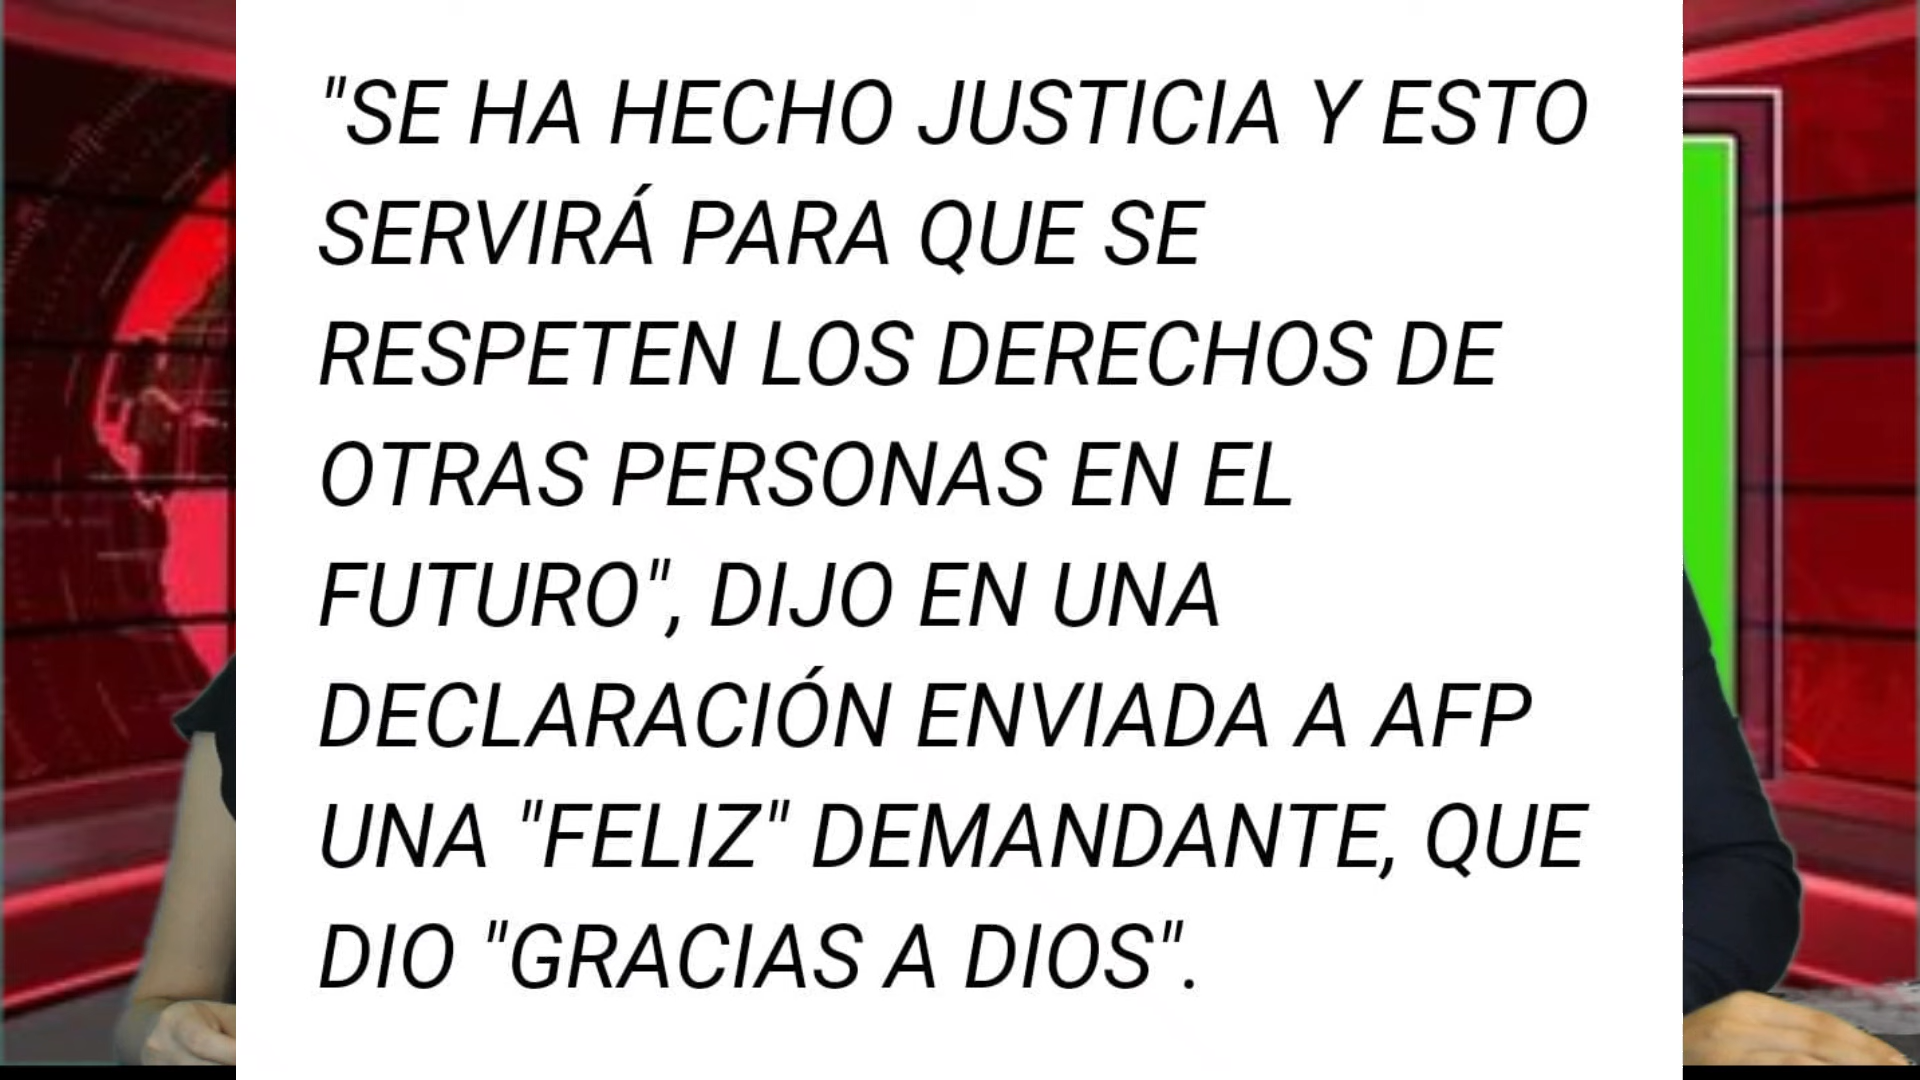 "SE HA HECHO JUSTICIA Y ESTO
SERVIRÁ PARA QUE SE
RESPETEN LOS DERECHOS DE
OTRAS PERSONAS EN EL
FUTURO", DIJO EN UNA
DECLARACIÓN ENVIADA A AFP
UNA "FELIZ" DEMANDANTE, QUE
DIO "GRACIAS A DIOS".